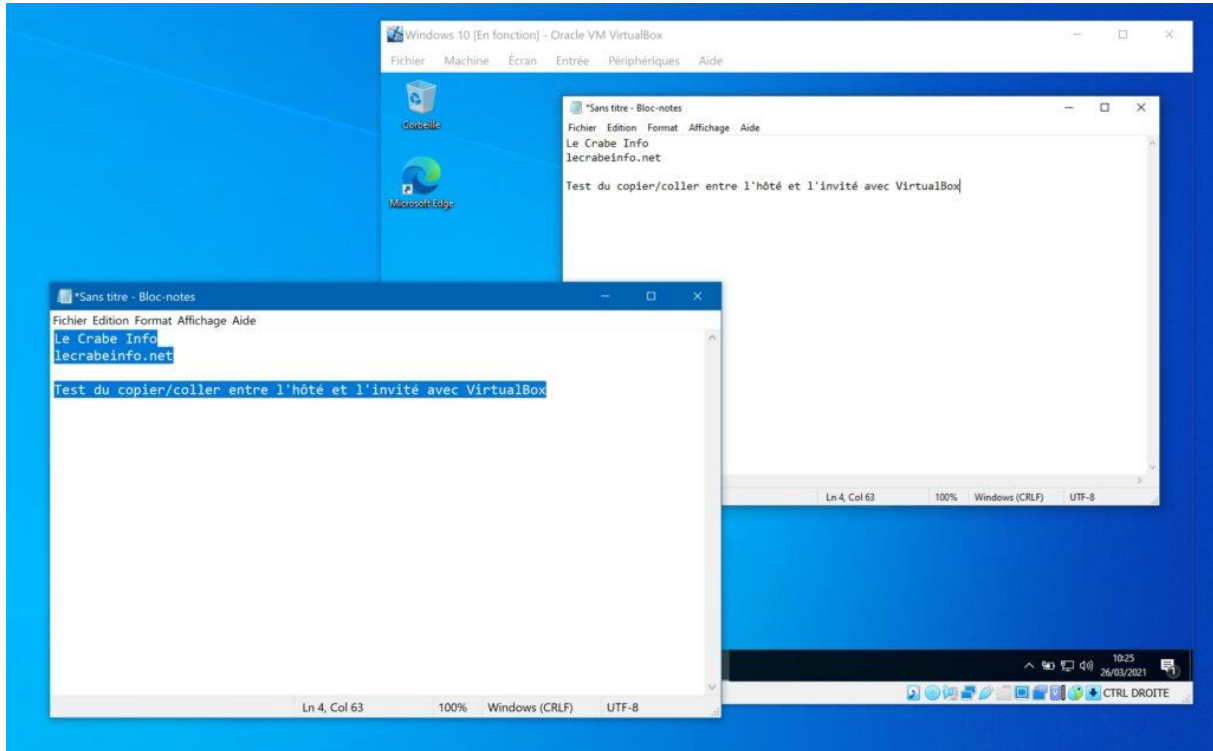 Windows 10 [En fonction] - Oracle VM VirtualBox
Fichier Machine Écran Entrée Périphériques Aide
Corbeille
Microsoft Edge
*Sans titre - Bloc-notes
Fichier Edition Format Affichage Aide
Le Crabe Info
lecrabeinfo.net
Test du copier/coller entre l'hôté et l'invité avec VirtualBox
Ln 4, Col 63 100% Windows (CRLF) UTF-8
*Sans titre - Bloc-notes
Fichier Edition Format Affichage Aide
Le Crabe Info
lecrabeinfo.net
Test du copier/coller entre l'hôté et l'invité avec VirtualBox
Ln 4, Col 63 100% Windows (CRLF) UTF-8
10:25
26/03/2021
1
CTRL DROITE